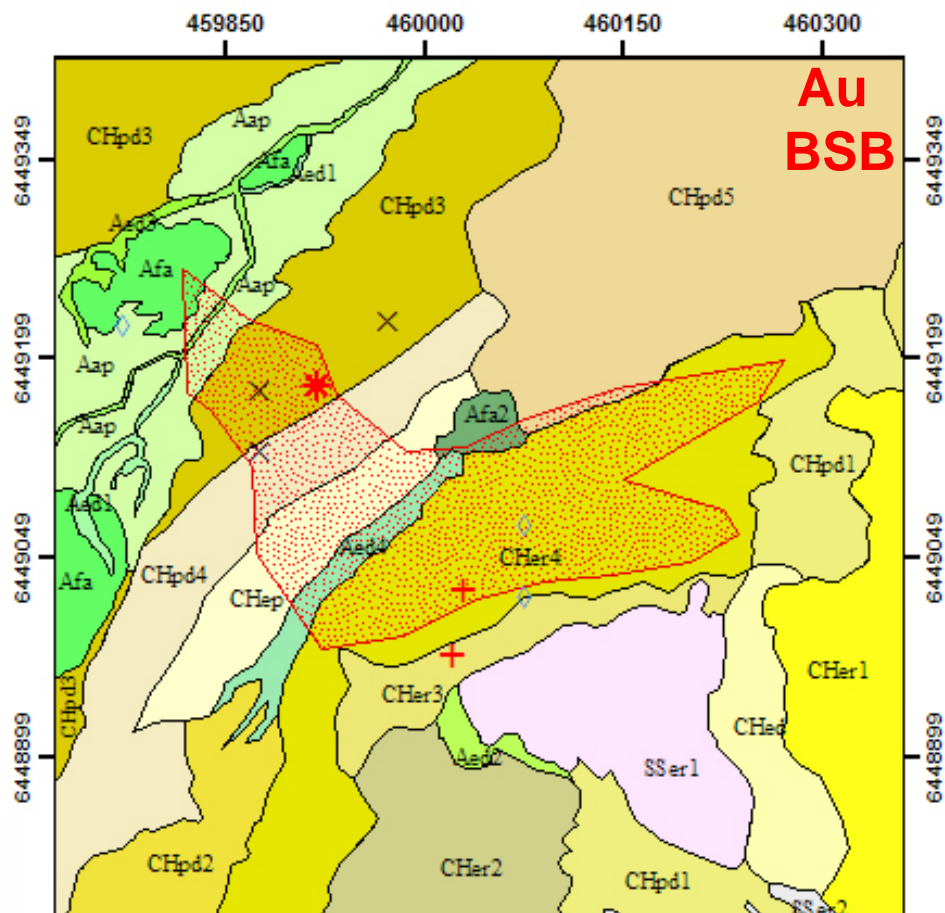 459850 460000 460150 460300
Au
BSB
6449349
6449349
6449199
6449199
6449049
6449049
6448899
6448899
CHpd3
Aap
Afa
Aed1
CHpd3
CHpd5
Aed3
Afa
Aap
Aap
Aap
Afa2
CHpd1
Aed1
Aed4
CHer4
Afa
CHpd4
CHep
CHpd3
CHer3
CHer1
CHed
Aed2
SSer1
CHpd2
CHer2
CHpd1
SSer2